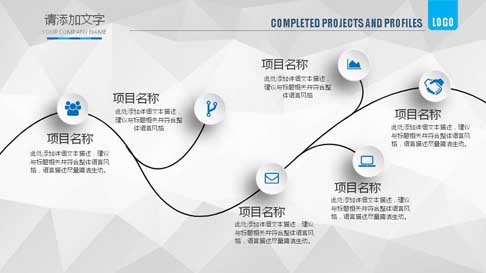 请添加文字
YOUR COMPANY NAME
COMPLETED PROJECTS AND PROFILES
LOGO
项目名称
此处添加详细文本描述，
建议与标题相关并符合整
体语言风格
项目名称
此处添加详细文本描述，建议
与标题相关并符合整体语言风
格
项目名称
此处添加详细文本描述，建议
与标题相关并符合整体语言风
格，语言描述尽量简洁生动。
项目名称
此处添加详细文本描述，建议
与标题相关并符合整体语言风
格，语言描述尽量简洁生动。
项目名称
此处添加详细文本描述，建议
与标题相关并符合整体语言风
格，语言描述尽量简洁生动。
项目名称
此处添加详细文本描述，建议
与标题相关并符合整体语言风
格，语言描述尽量简洁生动。